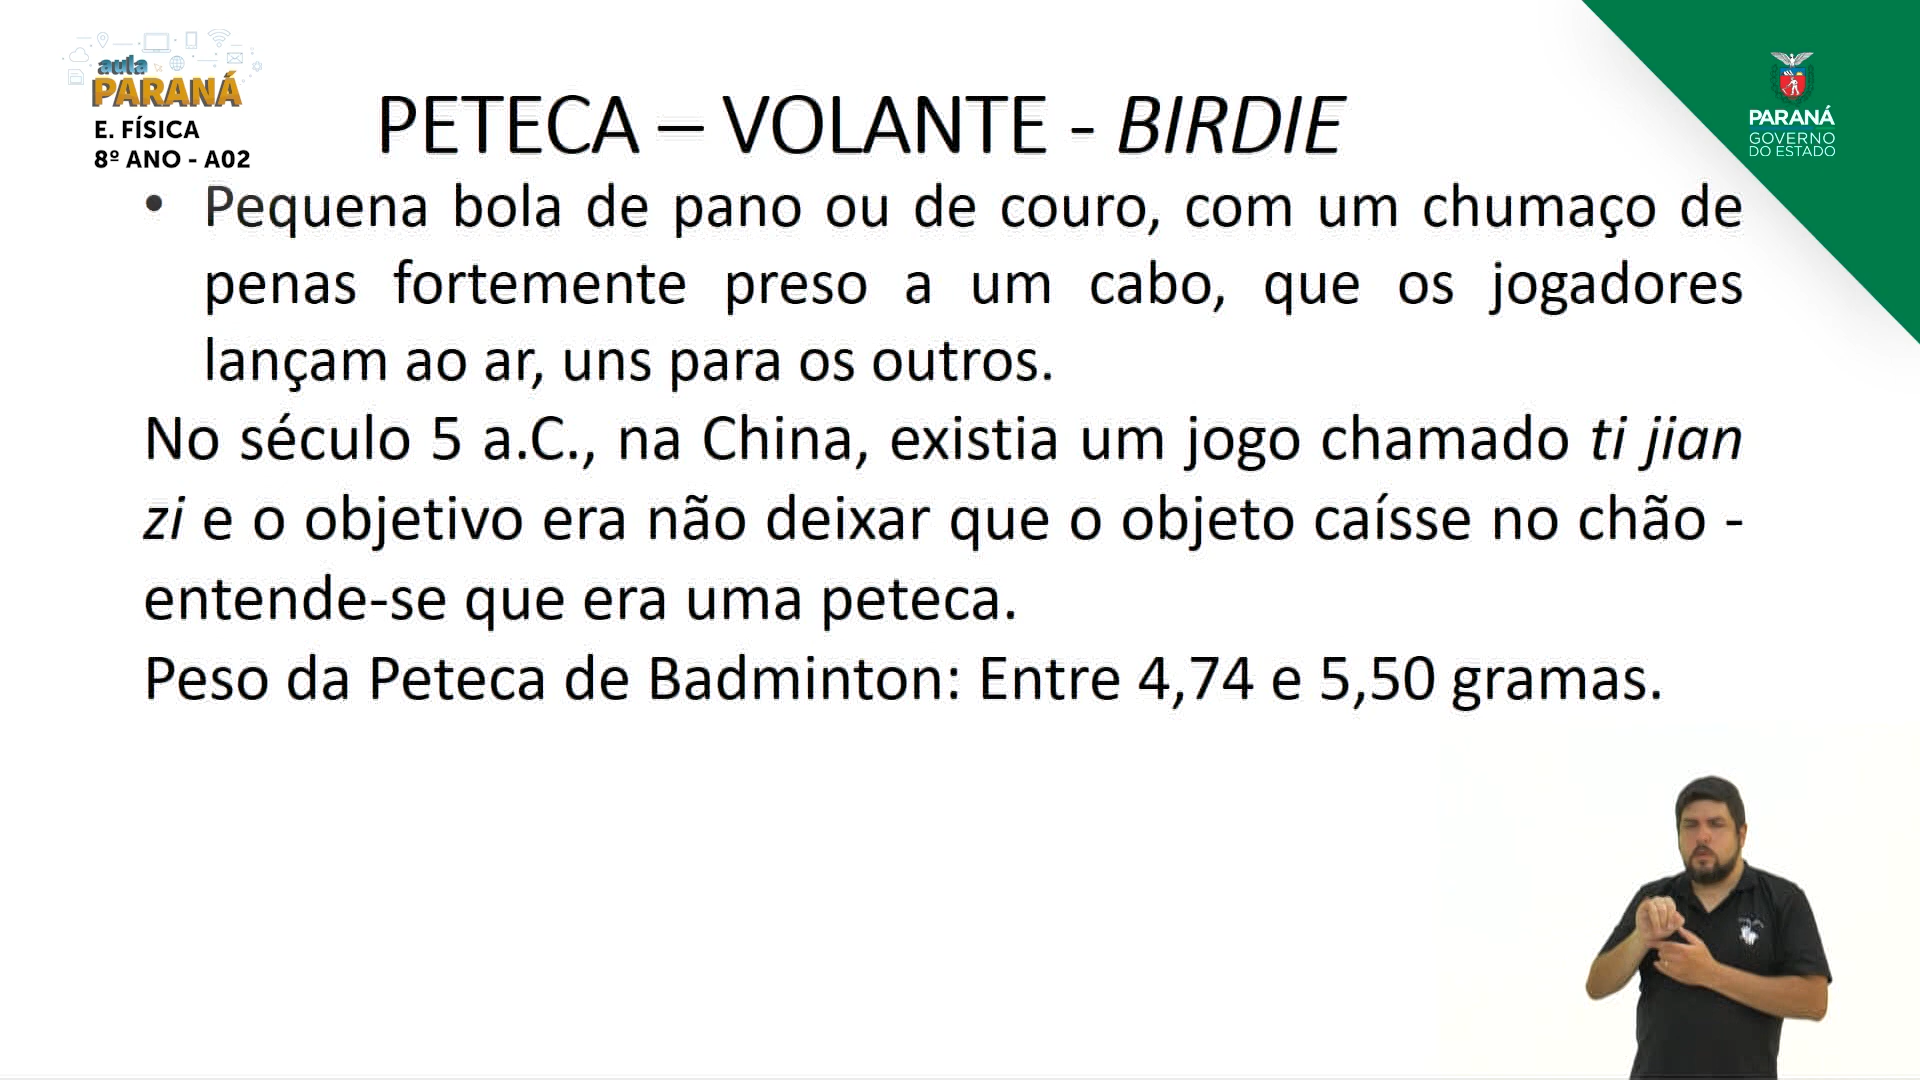 aula
PARANÁ
E. FÍSICA
8º ANO - A02
PARANÁ
GOVERNO
DO ESTADO
PETECA – VOLANTE - BIRDIE
• Pequena bola de pano ou de couro, com um chumaço de
penas fortemente preso a um cabo, que os jogadores
lançam ao ar, uns para os outros.
No século 5 a.C., na China, existia um jogo chamado ti jian
zi e o objetivo era não deixar que o objeto caísse no chão -
entende-se que era uma peteca.
Peso da Peteca de Badminton: Entre 4,74 e 5,50 gramas.